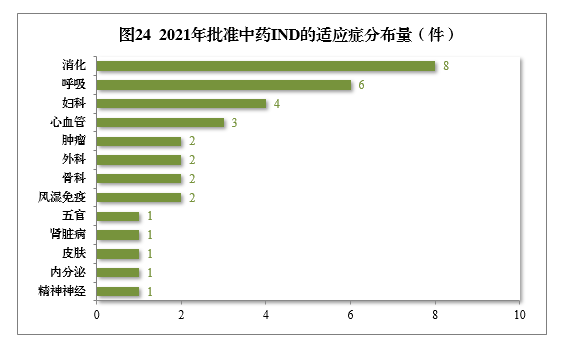 图24 2021年批准中药IND的适应症分布量（件）
消化 8
呼吸 6
妇科 4
心血管 3
肿瘤 2
外科 2
骨科 2
风湿免疫 2
五官 1
肾脏病 1
皮肤 1
内分泌 1
精神神经 1
0 2 4 6 8 10